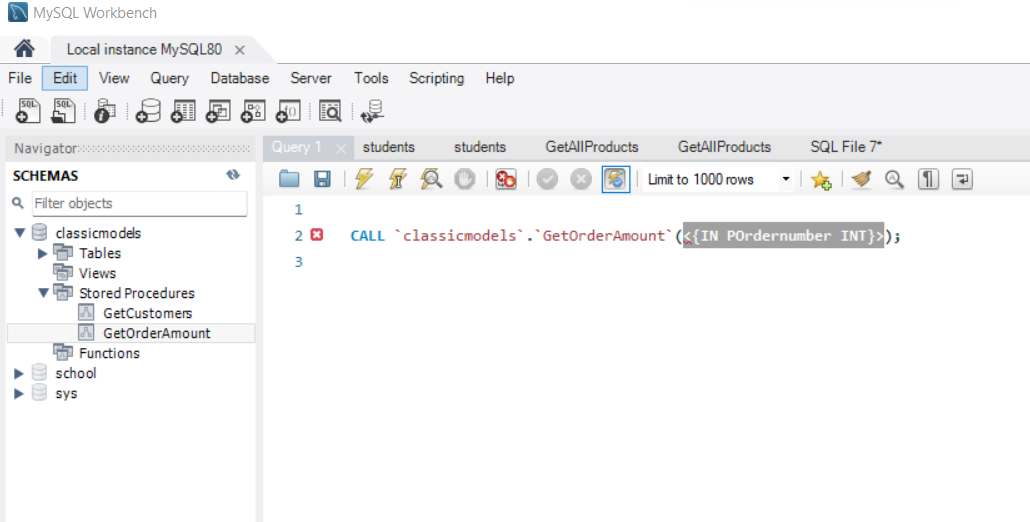 MySQL Workbench
Local instance MySQL80
File Edit View Query Database Server Tools Scripting Help
SQL SQL
Navigator
Query 1 students students GetAllProducts GetAllProducts SQL File 7*
SCHEMAS
Limit to 1000 rows
Filter objects
classicmodels
Tables
Views
Stored Procedures
GetCustomers
GetOrderAmount
Functions
school
sys
1
2 CALL `classicmodels`.`GetOrderAmount`(<{IN POrdernumber INT}>);
3